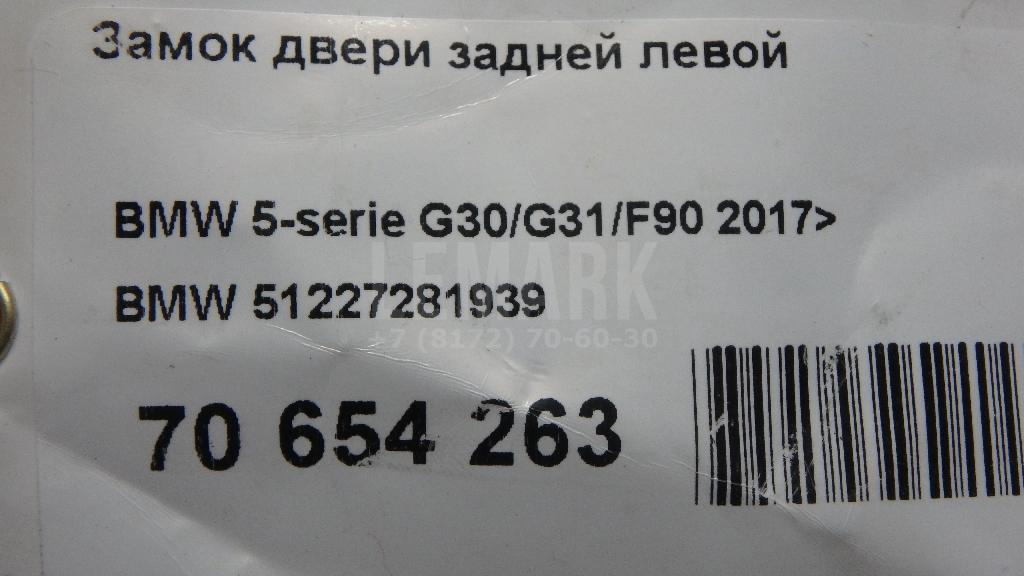 Замок двери задней левой
BMW 5-serie G30/G31/F90 2017>
LEMARK
BMW 51227281939
+7 (8172) 70-60-30
70 654 263